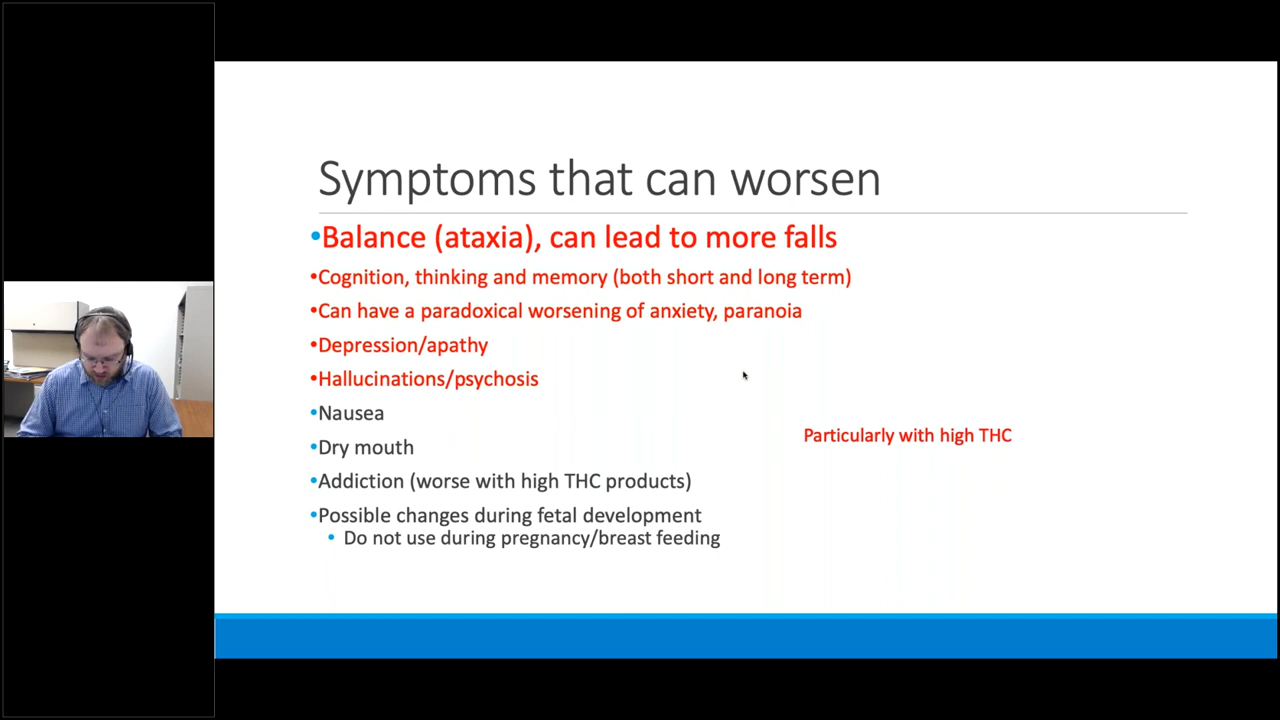 Symptoms that can worsen
•Balance (ataxia), can lead to more falls
•Cognition, thinking and memory (both short and long term)
•Can have a paradoxical worsening of anxiety, paranoia
•Depression/apathy
•Hallucinations/psychosis
•Nausea
•Dry mouth
•Addiction (worse with high THC products)
•Possible changes during fetal development
• Do not use during pregnancy/breast feeding
Particularly with high THC